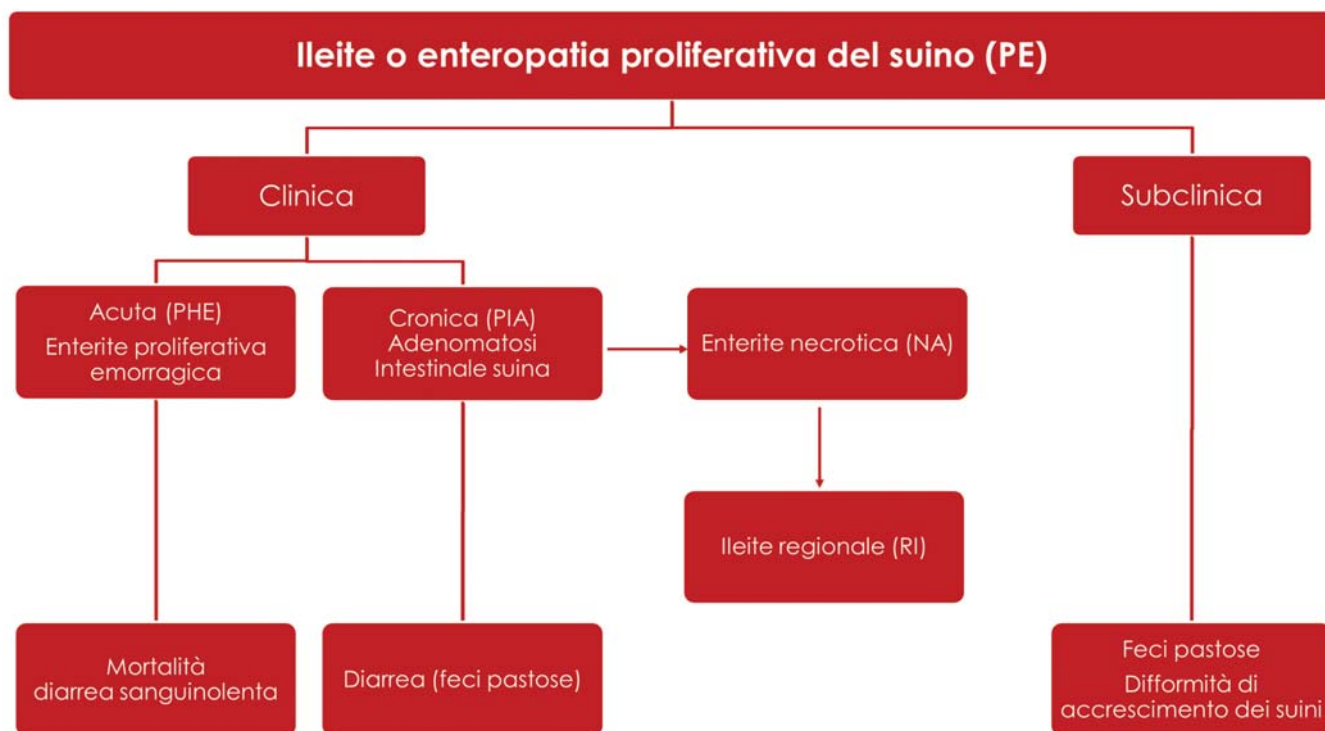 Ileite o enteropatia proliferativa del suino (PE)
Clinica
Subclinica
Acuta (PHE)
Enterite proliferativa
emorragica
Cronica (PIA)
Adenomatosi
Intestinale suina
Enterite necrotica (NA)
Ileite regionale (RI)
Mortalità
diarrea sanguinolenta
Diarrea (feci pastose)
Feci pastose
Difformità di
accrescimento dei suini